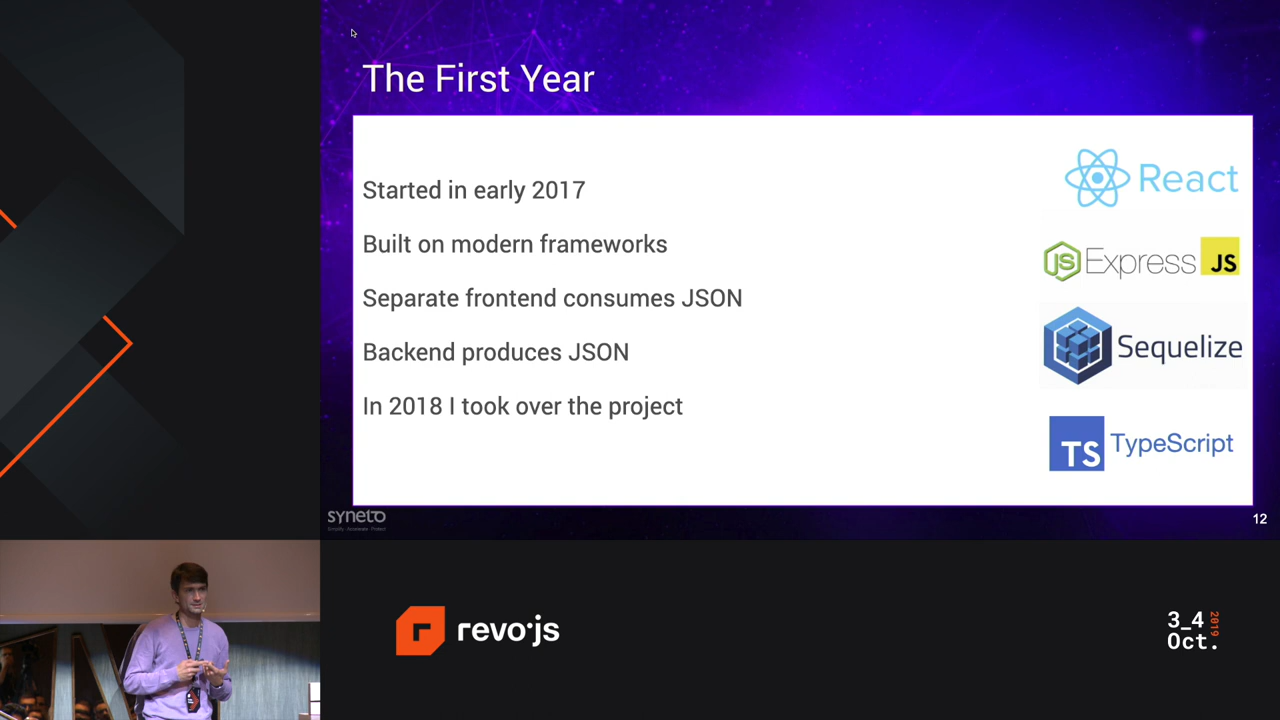 The First Year
Started in early 2017
Built on modern frameworks
Separate frontend consumes JSON
Backend produces JSON
In 2018 I took over the project
React
JS Express JS
Sequelize
TS TypeScript
syneto
12
r revo·js
3_4 2019
Oct.